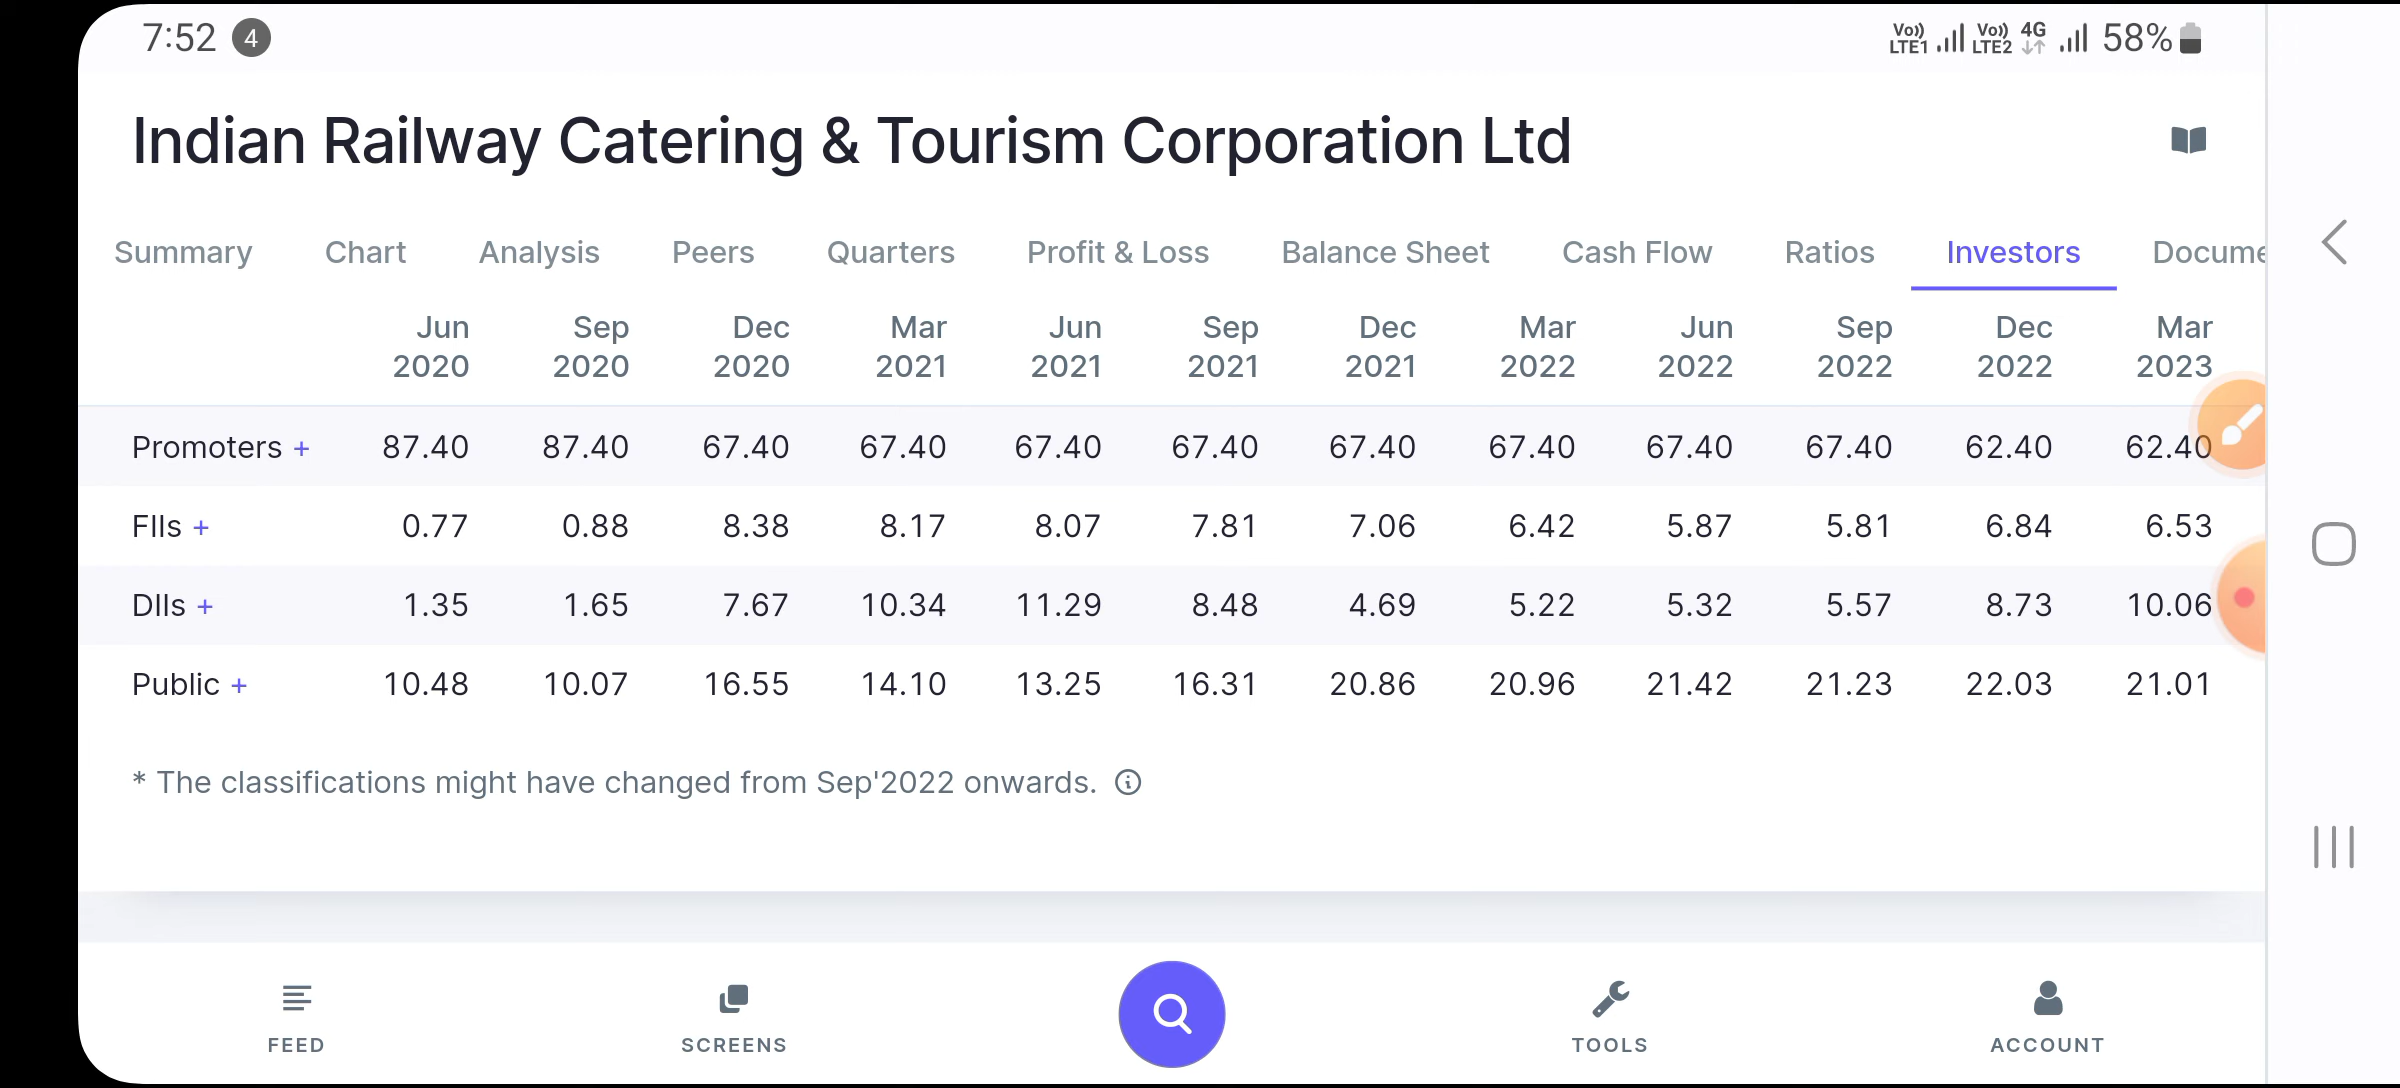 7:52 4 Vo)) LTE1 Vo)) LTE2 4G 58%
Indian Railway Catering & Tourism Corporation Ltd
Summary Chart Analysis Peers Quarters Profit & Loss Balance Sheet Cash Flow Ratios Investors Docume
Jun Sep Dec Mar Jun Sep Dec Mar Jun Sep Dec Mar
2020 2020 2020 2021 2021 2021 2021 2022 2022 2022 2022 2023
Promoters + 87.40 87.40 67.40 67.40 67.40 67.40 67.40 67.40 67.40 67.40 62.40 62.40
FIIs + 0.77 0.88 8.38 8.17 8.07 7.81 7.06 6.42 5.87 5.81 6.84 6.53
DIIs + 1.35 1.65 7.67 10.34 11.29 8.48 4.69 5.22 5.32 5.57 8.73 10.06
Public + 10.48 10.07 16.55 14.10 13.25 16.31 20.86 20.96 21.42 21.23 22.03 21.01
* The classifications might have changed from Sep'2022 onwards.
FEED SCREENS TOOLS ACCOUNT